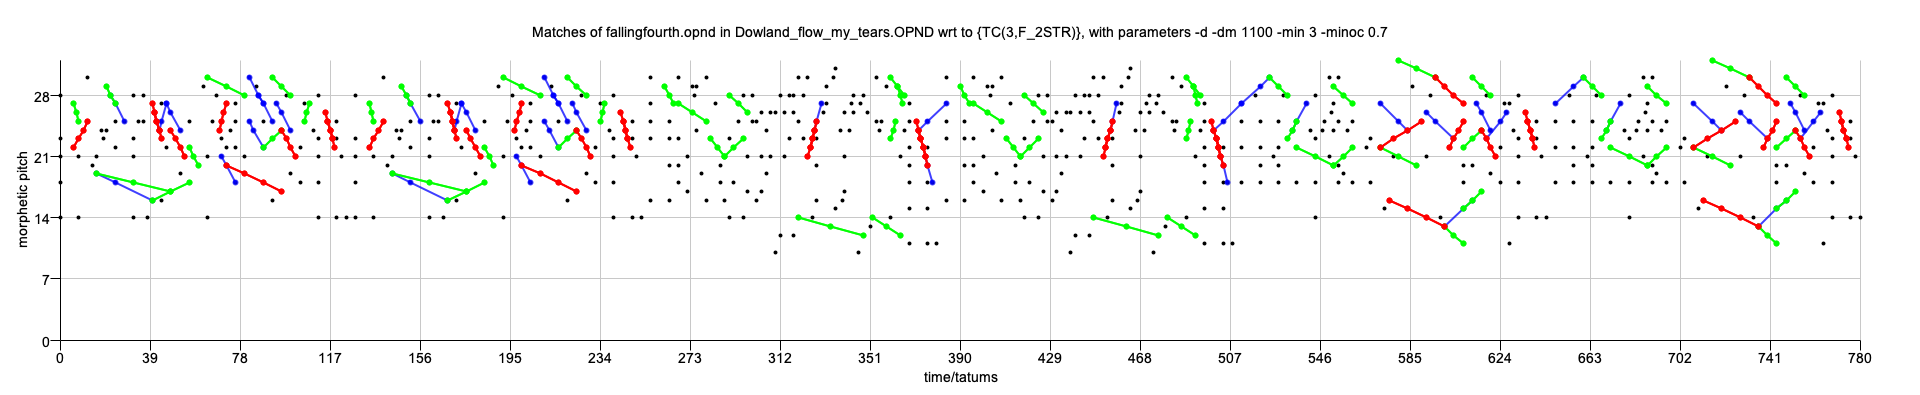 Matches of fallingfourth.opnd in Dowland_flow_my_tears.OPND wrt to {TC(3,F_2STR)}, with parameters -d -dm 1100 -min 3 -minoc 0.7
28
21
14
7
0
morphetic pitch
0 39 78 117 156 195 234 273 312 351 390 429 468 507 546 585 624 663 702 741 780
time/tatums